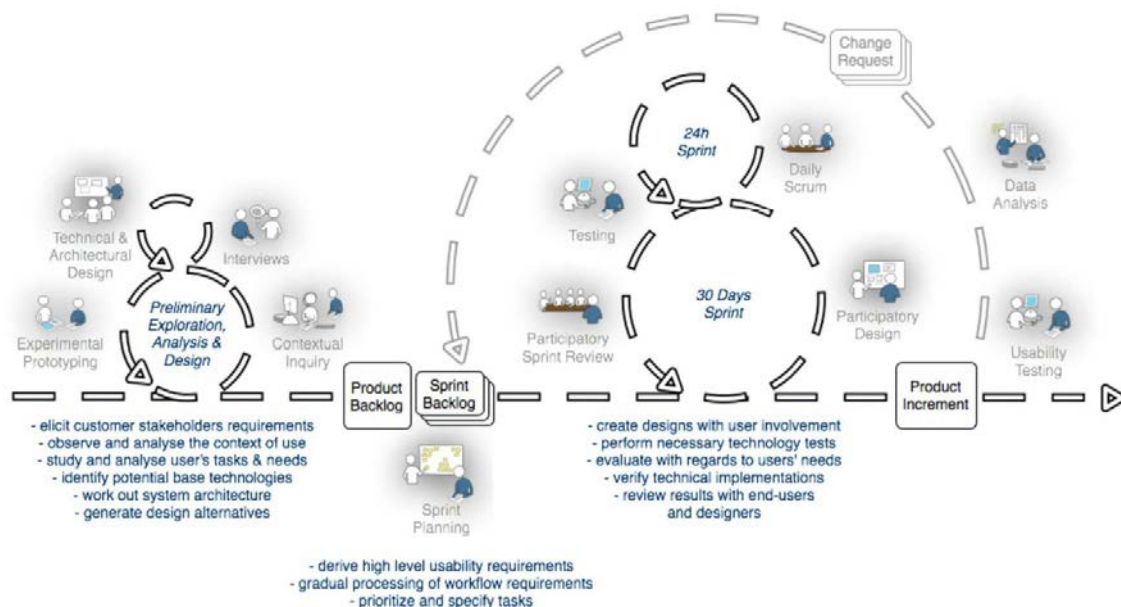 Change
Request
24h
Sprint
Daily
Scrum
Data
Analysis
Testing
Technical &
Architectural
Design
Interviews
Preliminary
Exploration,
Analysis &
Design
30 Days
Sprint
Experimental
Prototyping
Contextual
Inquiry
Participatory
Sprint Review
Participatory
Design
Usability
Testing
Product
Backlog
Sprint
Backlog
Product
Increment
- elicit customer stakeholders requirements
- observe and analyse the context of use
- study and analyse user's tasks & needs
- identify potential base technologies
- work out system architecture
- generate design alternatives
Sprint
Planning
- derive high level usability requirements
- gradual processing of workflow requirements
- prioritize and specify tasks
- create designs with user involvement
- perform necessary technology tests
- evaluate with regards to users' needs
- verify technical implementations
- review results with end-users
and designers